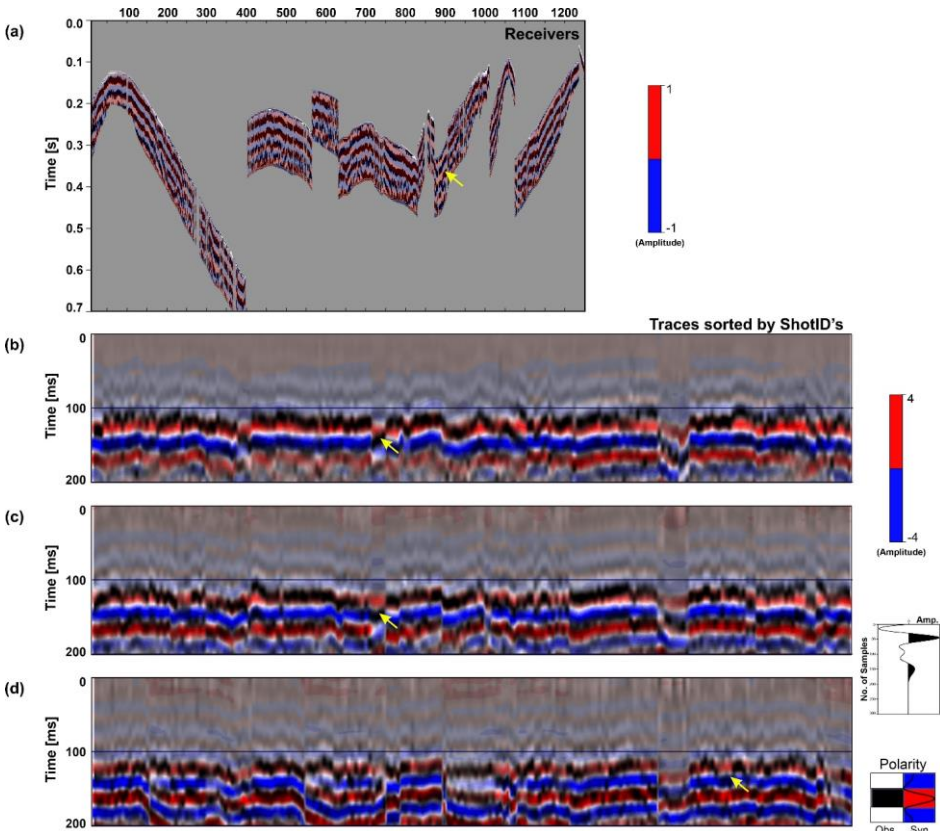 100 200 300 400 500 600 700 800 900 1000 1100 1200
(a)
Receivers
Time [s]
0.0
0.1
0.2
0.3
0.4
0.5
0.6
0.7
1
-1
(Amplitude)
Traces sorted by ShotID's
(b)
Time [ms]
0
100
200
(c)
Time [ms]
0
100
200
(d)
Time [ms]
0
100
200
4
-4
(Amplitude)
Amp.
No. of Samples
Polarity
Obs Syn